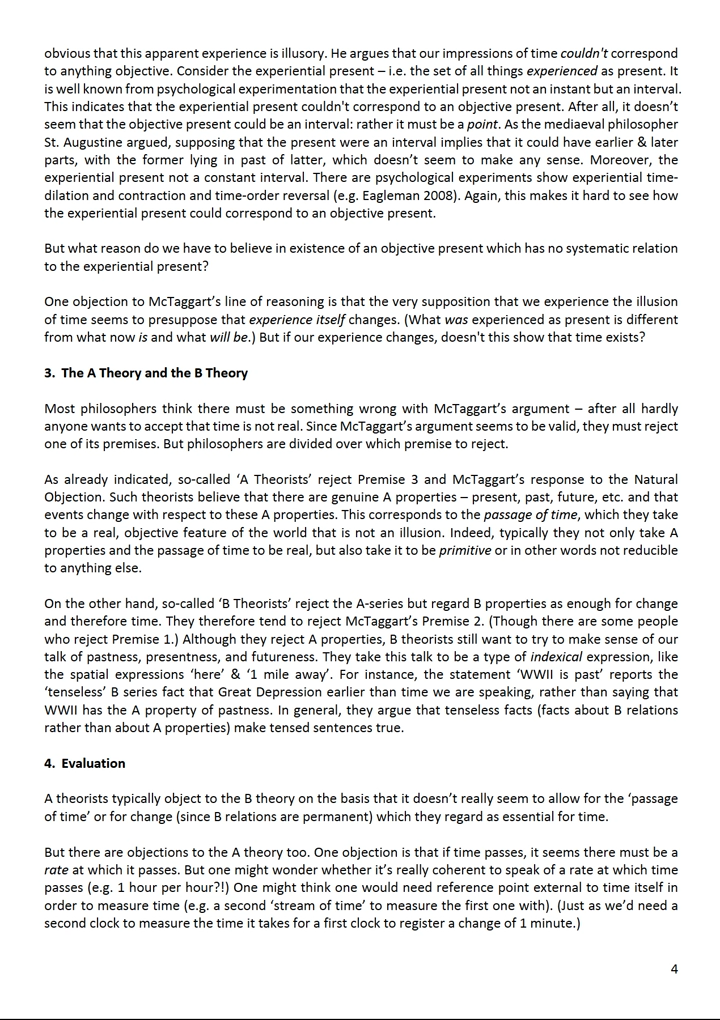 obvious that this apparent experience is illusory. He argues that our impressions of time couldn't correspond
to anything objective. Consider the experiential present – i.e. the set of all things experienced as present. It
is well known from psychological experimentation that the experiential present not an instant but an interval.
This indicates that the experiential present couldn't correspond to an objective present. After all, it doesn't
seem that the objective present could be an interval: rather it must be a point. As the mediaeval philosopher
St. Augustine argued, supposing that the present were an interval implies that it could have earlier & later
parts, with the former lying in past of latter, which doesn't seem to make any sense. Moreover, the
experiential present not a constant interval. There are psychological experiments show experiential time-
dilation and contraction and time-order reversal (e.g. Eagleman 2008). Again, this makes it hard to see how
the experiential present could correspond to an objective present.
But what reason do we have to believe in existence of an objective present which has no systematic relation
to the experiential present?
One objection to McTaggart's line of reasoning is that the very supposition that we experience the illusion
of time seems to presuppose that experience itself changes. (What was experienced as present is different
from what now is and what will be.) But if our experience changes, doesn't this show that time exists?
3. The A Theory and the B Theory
Most philosophers think there must be something wrong with McTaggart's argument – after all hardly
anyone wants to accept that time is not real. Since McTaggart's argument seems to be valid, they must reject
one of its premises. But philosophers are divided over which premise to reject.
As already indicated, so-called 'A Theorists' reject Premise 3 and McTaggart's response to the Natural
Objection. Such theorists believe that there are genuine A properties – present, past, future, etc. and that
events change with respect to these A properties. This corresponds to the passage of time, which they take
to be a real, objective feature of the world that is not an illusion. Indeed, typically they not only take A
properties and the passage of time to be real, but also take it to be primitive or in other words not reducible
to anything else.
On the other hand, so-called 'B Theorists' reject the A-series but regard B properties as enough for change
and therefore time. They therefore tend to reject McTaggart's Premise 2. (Though there are some people
who reject Premise 1.) Although they reject A properties, B theorists still want to try to make sense of our
talk of pastness, presentness, and futureness. They take this talk to be a type of indexical expression, like
the spatial expressions 'here' & '1 mile away'. For instance, the statement 'WWII is past' reports the
'tenseless' B series fact that Great Depression earlier than time we are speaking, rather than saying that
WWII has the A property of pastness. In general, they argue that tenseless facts (facts about B relations
rather than about A properties) make tensed sentences true.
4. Evaluation
A theorists typically object to the B theory on the basis that it doesn't really seem to allow for the 'passage
of time' or for change (since B relations are permanent) which they regard as essential for time.
But there are objections to the A theory too. One objection is that if time passes, it seems there must be a
rate at which it passes. But one might wonder whether it's really coherent to speak of a rate at which time
passes (e.g. 1 hour per hour?!) One might think one would need reference point external to time itself in
order to measure time (e.g. a second 'stream of time' to measure the first one with). (Just as we'd need a
second clock to measure the time it takes for a first clock to register a change of 1 minute.)
4